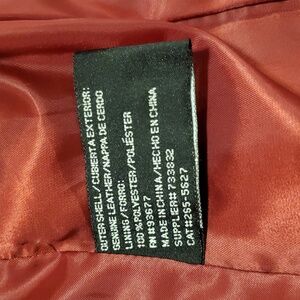 OUTER SHELL/CUBIERTA EXTERIOR:
GENUINE LEATHER/NAPPA DE CERDO
LINING/FORRO:
100% POLYESTER/POLIÉSTER
RN#93677
MADE IN CHINA/HECHO EN CHINA
SUPPLIER# 733832
CAT#265-5627